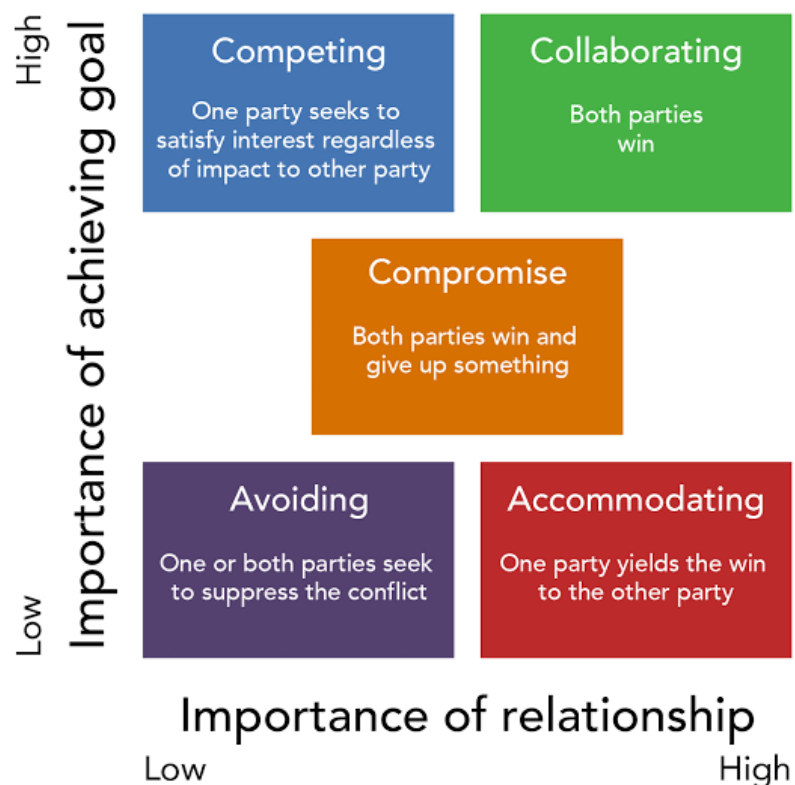 High
Importance of achieving goal
Low
Competing
One party seeks to
satisfy interest regardless
of impact to other party
Collaborating
Both parties
win
Compromise
Both parties win and
give up something
Avoiding
One or both parties seek
to suppress the conflict
Accommodating
One party yields the win
to the other party
Importance of relationship
Low
High